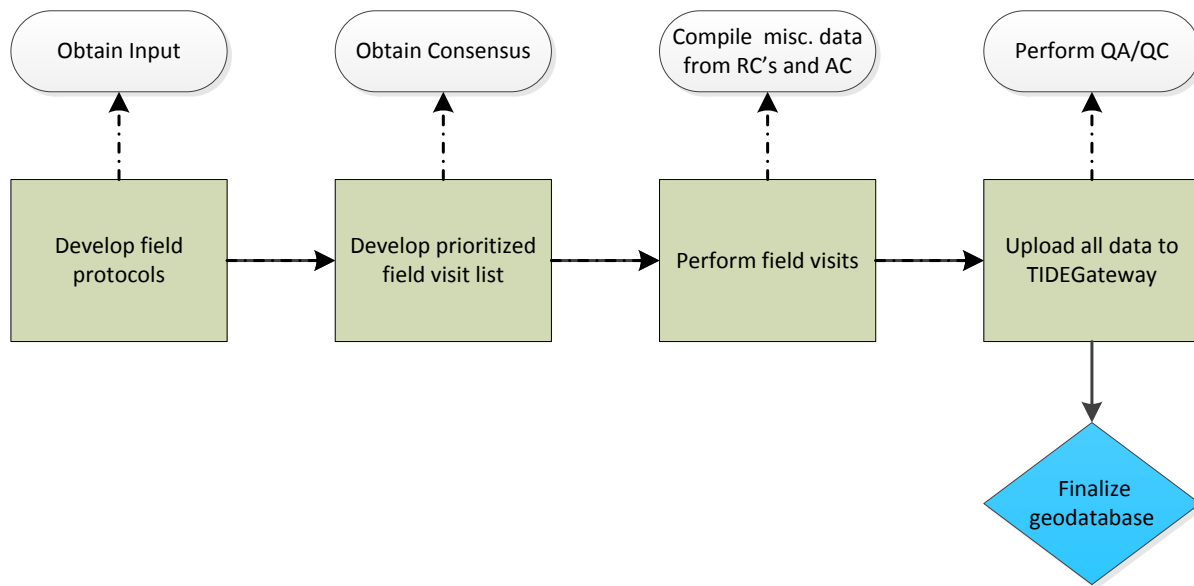 Obtain Input
Obtain Consensus
Compile  misc. data
from RC's and AC
Perform QA/QC
Develop field
protocols
Develop prioritized
field visit list
Perform field visits
Upload all data to
TIDEGateway
Finalize
geodatabase